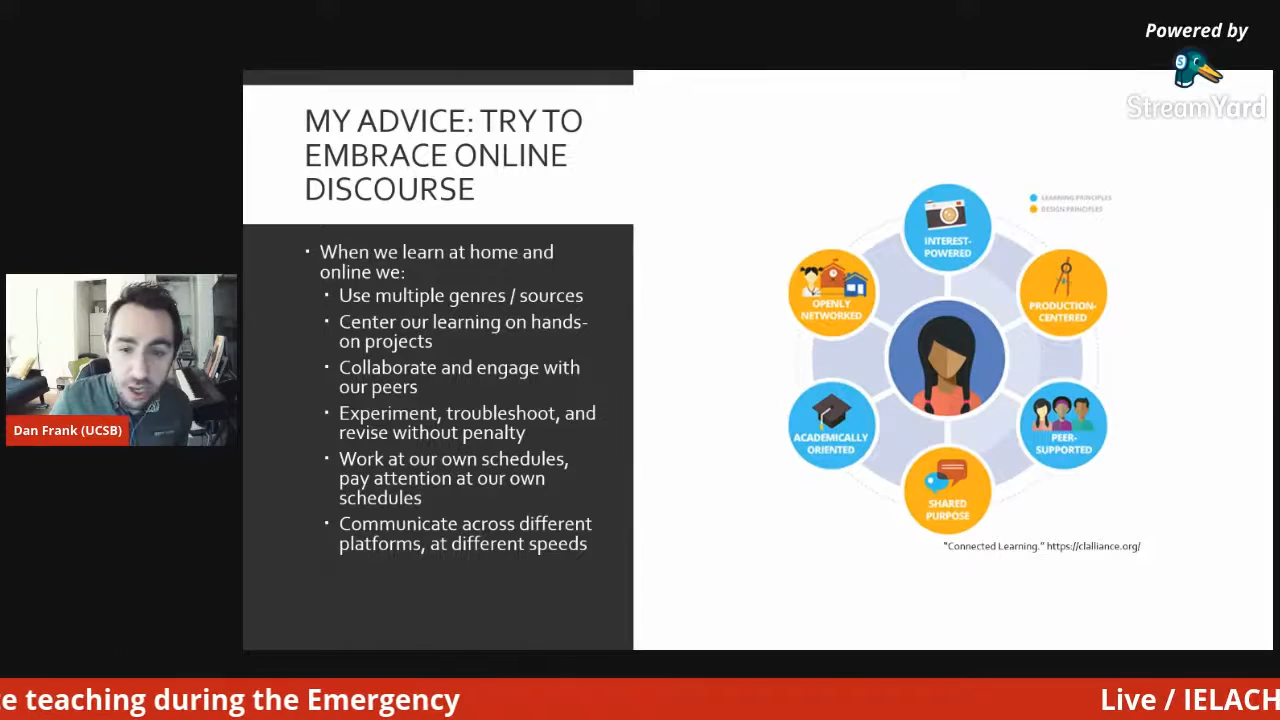 Powered by
StreamYard
MY ADVICE: TRY TO
EMBRACE ONLINE
DISCOURSE
· When we learn at home and
online we:
· Use multiple genres / sources
· Center our learning on hands-
on projects
· Collaborate and engage with
our peers
· Experiment, troubleshoot, and
revise without penalty
· Work at our own schedules,
pay attention at our own
schedules
· Communicate across different
platforms, at different speeds
LEARNING PRINCIPLES
DESIGN PRINCIPLES
INTEREST-
POWERED
OPENLY
NETWORKED
PRODUCTION-
CENTERED
ACADEMICALLY
ORIENTED
PEER-
SUPPORTED
SHARED
PURPOSE
"Connected Learning." https://clalliance.org/
Dan Frank (UCSB)
e teaching during the Emergency
Live / IELACH